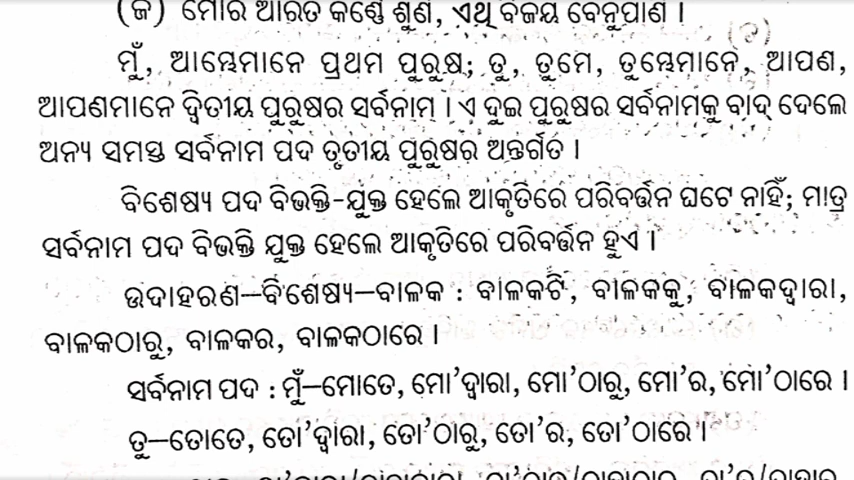 (ଜ) ମୋର ଆରତ କର୍ଣ୍ଣେ ଶୁଣ, ଏଥି ବିଜୟ ବେନୁପାଣି ।
ମୁଁ, ଆମ୍ଭେମାନେ ପ୍ରଥମ ପୁରୁଷ; ତୁ, ତୁମେ, ତୁମ୍ଭେମାନେ, ଆପଣ,
ଆପଣମାନେ ଦ୍ୱିତୀୟ ପୁରୁଷର ସର୍ବନାମ । ଏ ଦୁଇ ପୁରୁଷର ସର୍ବନାମକୁ ବାଦ୍ ଦେଲେ
ଅନ୍ୟ ସମସ୍ତ ସର୍ବନାମ ପଦ ତୃତୀୟ ପୁରୁଷର ଅନ୍ତର୍ଗତ ।
ବିଶେଷ୍ୟ ପଦ ବିଭକ୍ତି-ଯୁକ୍ତ ହେଲେ ଆକୃତିରେ ପରିବର୍ତ୍ତନ ଘଟେ ନାହିଁ; ମାତ୍ର
ସର୍ବନାମ ପଦ ବିଭକ୍ତି ଯୁକ୍ତ ହେଲେ ଆକୃତିରେ ପରିବର୍ତ୍ତନ ହୁଏ ।
ଉଦାହରଣ–ବିଶେଷ୍ୟ–ବାଳକ : ବାଳକଟି, ବାଳକକୁ, ବାଳକଦ୍ୱାରା,
ବାଳକଠାରୁ, ବାଳକର, ବାଳକଠାରେ ।
ସର୍ବନାମ ପଦ : ମୁଁ–ମୋତେ, ମୋ'ଦ୍ୱାରା, ମୋ'ଠାରୁ, ମୋ'ର, ମୋ'ଠାରେ ।
ତୁ–ତୋତେ, ତୋ'ଦ୍ୱାରା, ତୋ'ଠାରୁ, ତୋ'ର, ତୋ'ଠାରେ ।